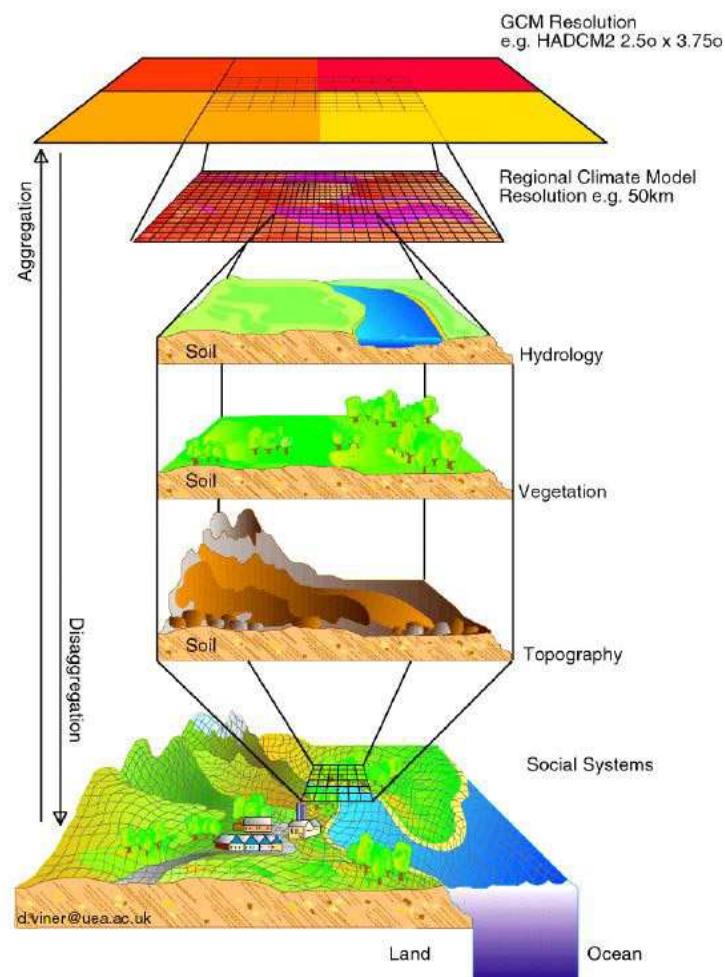 GCM Resolution
e.g. HADCM2 2.5o x 3.75o
Regional Climate Model
Resolution e.g. 50km
Aggregation
Soil
Hydrology
Soil
Vegetation
Soil
Topography
Disaggregation
Social Systems
d.viner@uea.ac.uk
Land
Ocean